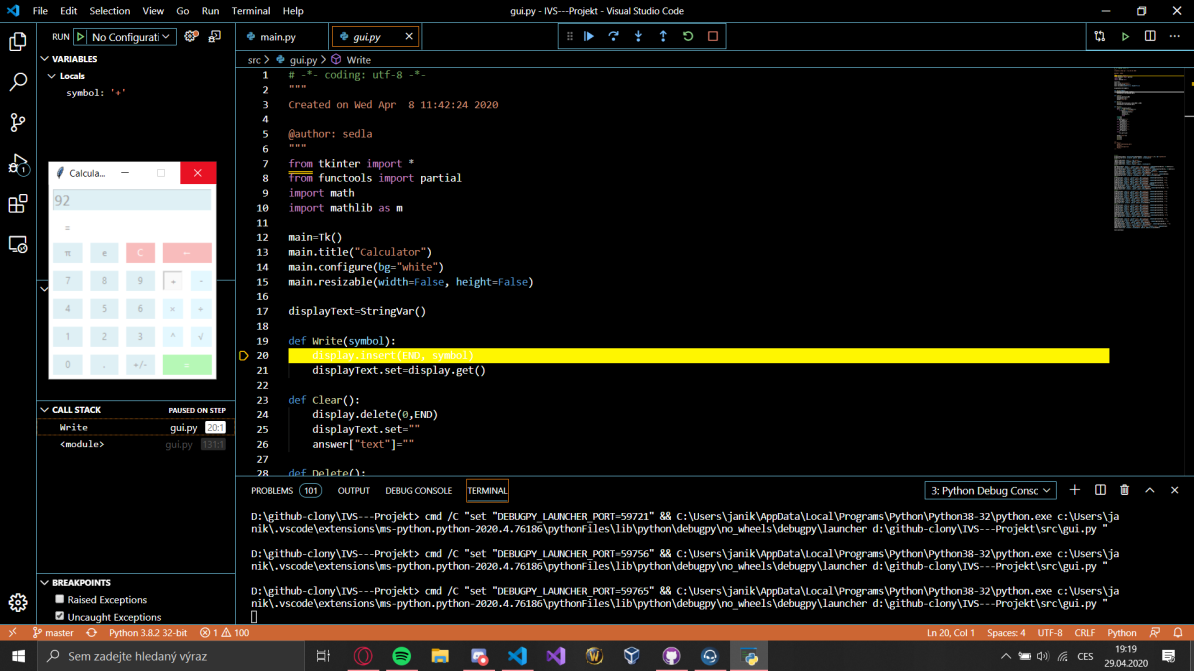 File Edit Selection View Go Run Terminal Help
gui.py - IVS---Projekt - Visual Studio Code
RUN No Configurati
main.py
gui.py
src > gui.py > Write
VARIABLES
Locals
symbol: '+'
Calcula...
92
=
π e C ←
7 8 9 ÷ -
4 5 6 × +
1 2 3 ^ √
0 . +/- =
CALL STACK PAUSED ON STEP
Write gui.py 20:1
<module> gui.py 131:1
BREAKPOINTS
Raised Exceptions
Uncaught Exceptions
1 # -*- coding: utf-8 -*-
2 """
3 Created on Wed Apr  8 11:42:24 2020
4
5 @author: sedla
6 """
7 from tkinter import *
8 from functools import partial
9 import math
10 import mathlib as m
11
12 main=Tk()
13 main.title("Calculator")
14 main.configure(bg="white")
15 main.resizable(width=False, height=False)
16
17 displayText=StringVar()
18
19 def Write(symbol):
20     display.insert(END, symbol)
21     displayText.set=display.get()
22
23 def Clear():
24     display.delete(0,END)
25     displayText.set=""
26     answer["text"]=""
27
28 def Delete():
PROBLEMS 101 OUTPUT DEBUG CONSOLE TERMINAL
3: Python Debug Consc
D:\github-clony\IVS---Projekt> cmd /C "set "DEBUGPY_LAUNCHER_PORT=59721" && C:\Users\janik\AppData\Local\Programs\Python\Python38-32\python.exe c:\Users\ja
nik\.vscode\extensions\ms-python.python-2020.4.76186\pythonFiles\lib\python\debugpy\no_wheels\debugpy\launcher d:\github-clony\IVS---Projekt\src\gui.py "
D:\github-clony\IVS---Projekt> cmd /C "set "DEBUGPY_LAUNCHER_PORT=59756" && C:\Users\janik\AppData\Local\Programs\Python\Python38-32\python.exe c:\Users\ja
nik\.vscode\extensions\ms-python.python-2020.4.76186\pythonFiles\lib\python\debugpy\no_wheels\debugpy\launcher d:\github-clony\IVS---Projekt\src\gui.py "
D:\github-clony\IVS---Projekt> cmd /C "set "DEBUGPY_LAUNCHER_PORT=59765" && C:\Users\janik\AppData\Local\Programs\Python\Python38-32\python.exe c:\Users\ja
nik\.vscode\extensions\ms-python.python-2020.4.76186\pythonFiles\lib\python\debugpy\no_wheels\debugpy\launcher d:\github-clony\IVS---Projekt\src\gui.py "
master Python 3.8.2 32-bit 1 100
Ln 20, Col 1 Spaces: 4 UTF-8 CRLF Python
Sem zadejte hledaný výraz
CES
19:19
29.04.2020